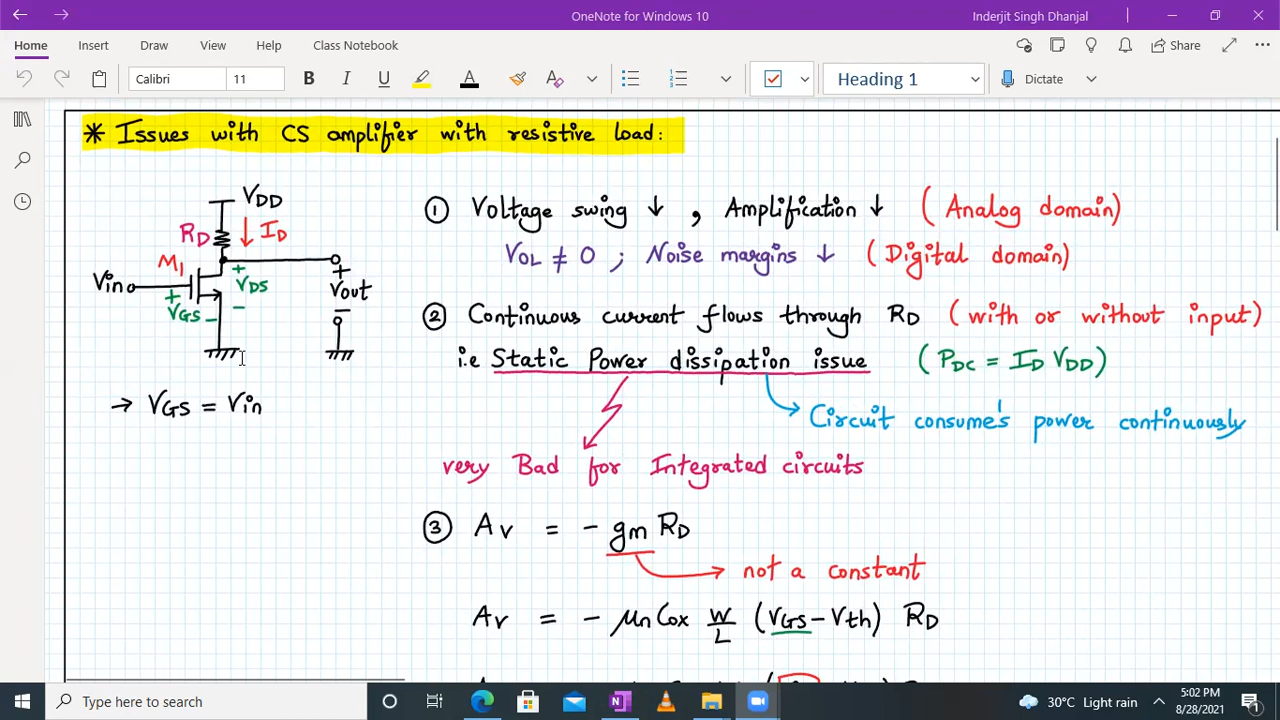 OneNote for Windows 10
Inderjit Singh Dhanjal
Home Insert Draw View Help Class Notebook
Share
Calibri 11 B I U A A Heading 1 Dictate
* Issues with CS amplifier with resistive load:
VDD
RD ID
M1
Vin
+ VGS -
+ VDS -
+ Vout -
→ VGS = Vin
① Voltage swing ↓ , Amplification ↓ (Analog domain)
VOL ≠ 0 ; Noise margins ↓ (Digital domain)
② Continuous current flows through RD (with or without input)
i.e Static Power dissipation issue (PDC = ID VDD)
Circuit consume's power continuously
very Bad for Integrated circuits
③ Av = - gm RD
not a constant
Av = - μn Cox W/L (VGS - Vth) RD
Type here to search
30°C Light rain
5:02 PM
8/28/2021
1